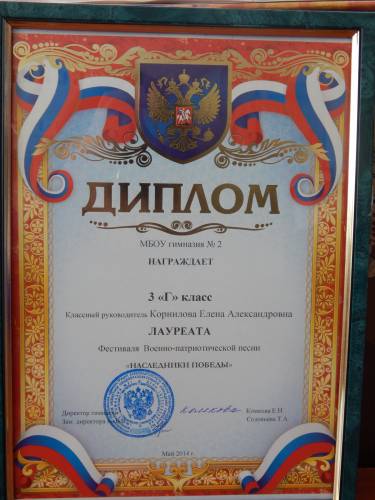 ДИПЛОМ
МБОУ гимназия № 2
НАГРАЖДАЕТ
3 «Г» класс
Классный руководитель Корнилова Елена Александровна
ЛАУРЕАТА
Фестиваля Военно-патриотической песни
«НАСЛЕДНИКИ ПОБЕДЫ»
Директор Комкова Е.Н
Зам. директора Соловьева Т.А
Май 2014 г.